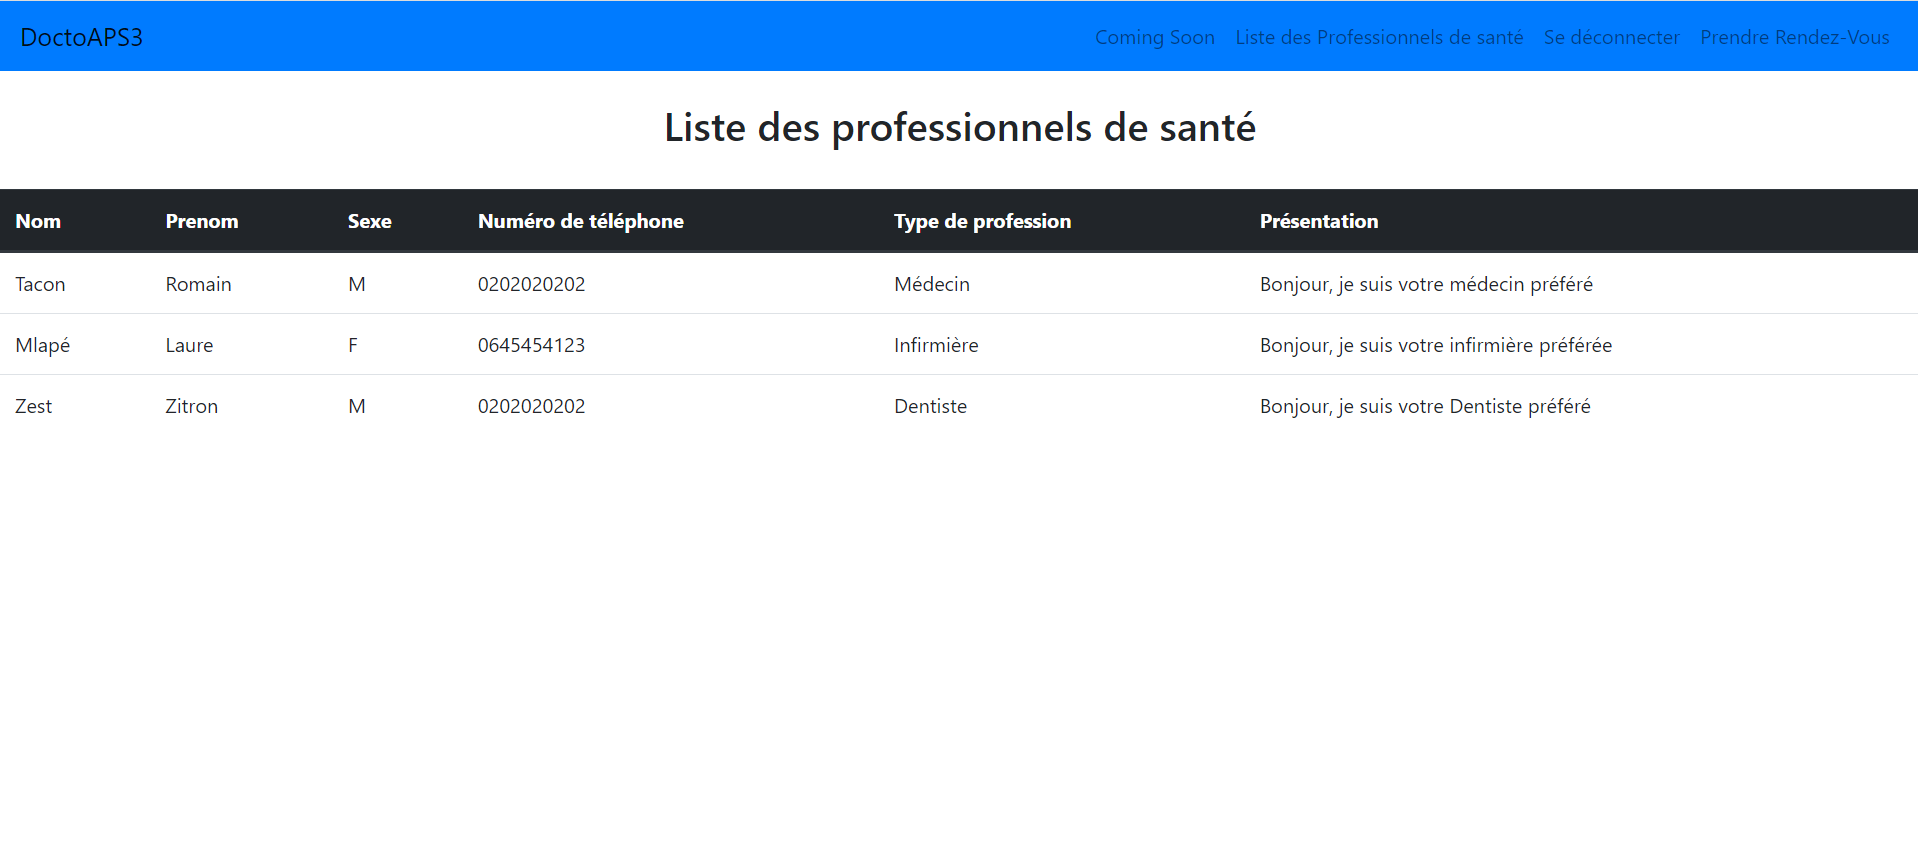 DoctoAPS3 Coming Soon Liste des Professionnels de santé Se déconnecter Prendre Rendez-Vous
Liste des professionnels de santé
Nom Prenom Sexe Numéro de téléphone Type de profession Présentation
Tacon Romain M 0202020202 Médecin Bonjour, je suis votre médecin préféré
Mlapé Laure F 0645454123 Infirmière Bonjour, je suis votre infirmière préférée
Zest Zitron M 0202020202 Dentiste Bonjour, je suis votre Dentiste préféré